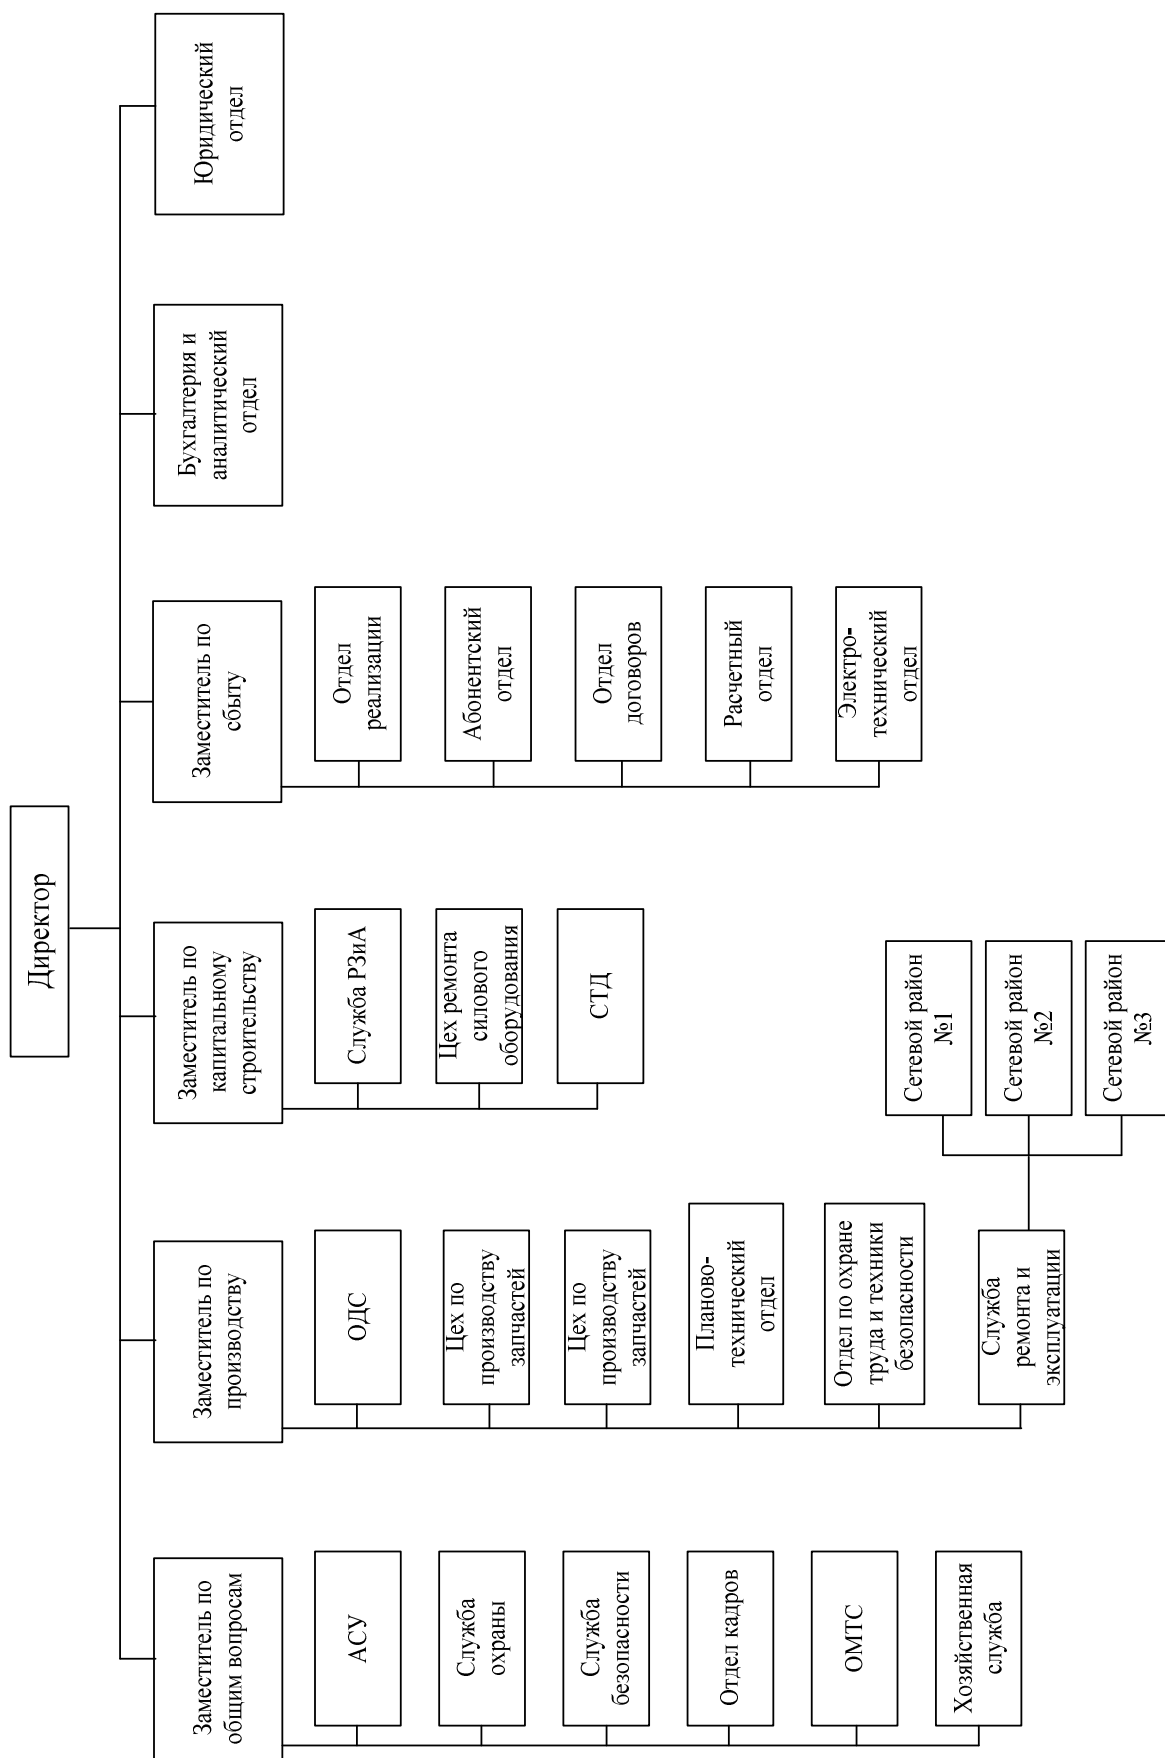 Директор
Заместитель по
общим вопросам
АСУ
Служба
охраны
Служба
безопасности
Отдел кадров
ОМТС
Хозяйственная
служба
Заместитель по
производству
ОДС
Цех по
производству
запчастей
Цех по
производству
запчастей
Планово-
технический
отдел
Отдел по охране
труда и техники
безопасности
Служба
ремонта и
эксплуатации
Сетевой район
№1
Сетевой район
№2
Сетевой район
№3
Заместитель по
капитальному
строительству
Служба РЗиА
Цех ремонта
силового
оборудования
СТД
Заместитель по
сбыту
Отдел
реализации
Абонентский
отдел
Отдел
договоров
Расчетный
отдел
Электро-
технический
отдел
Бухгалтерия и
аналитический
отдел
Юридический
отдел